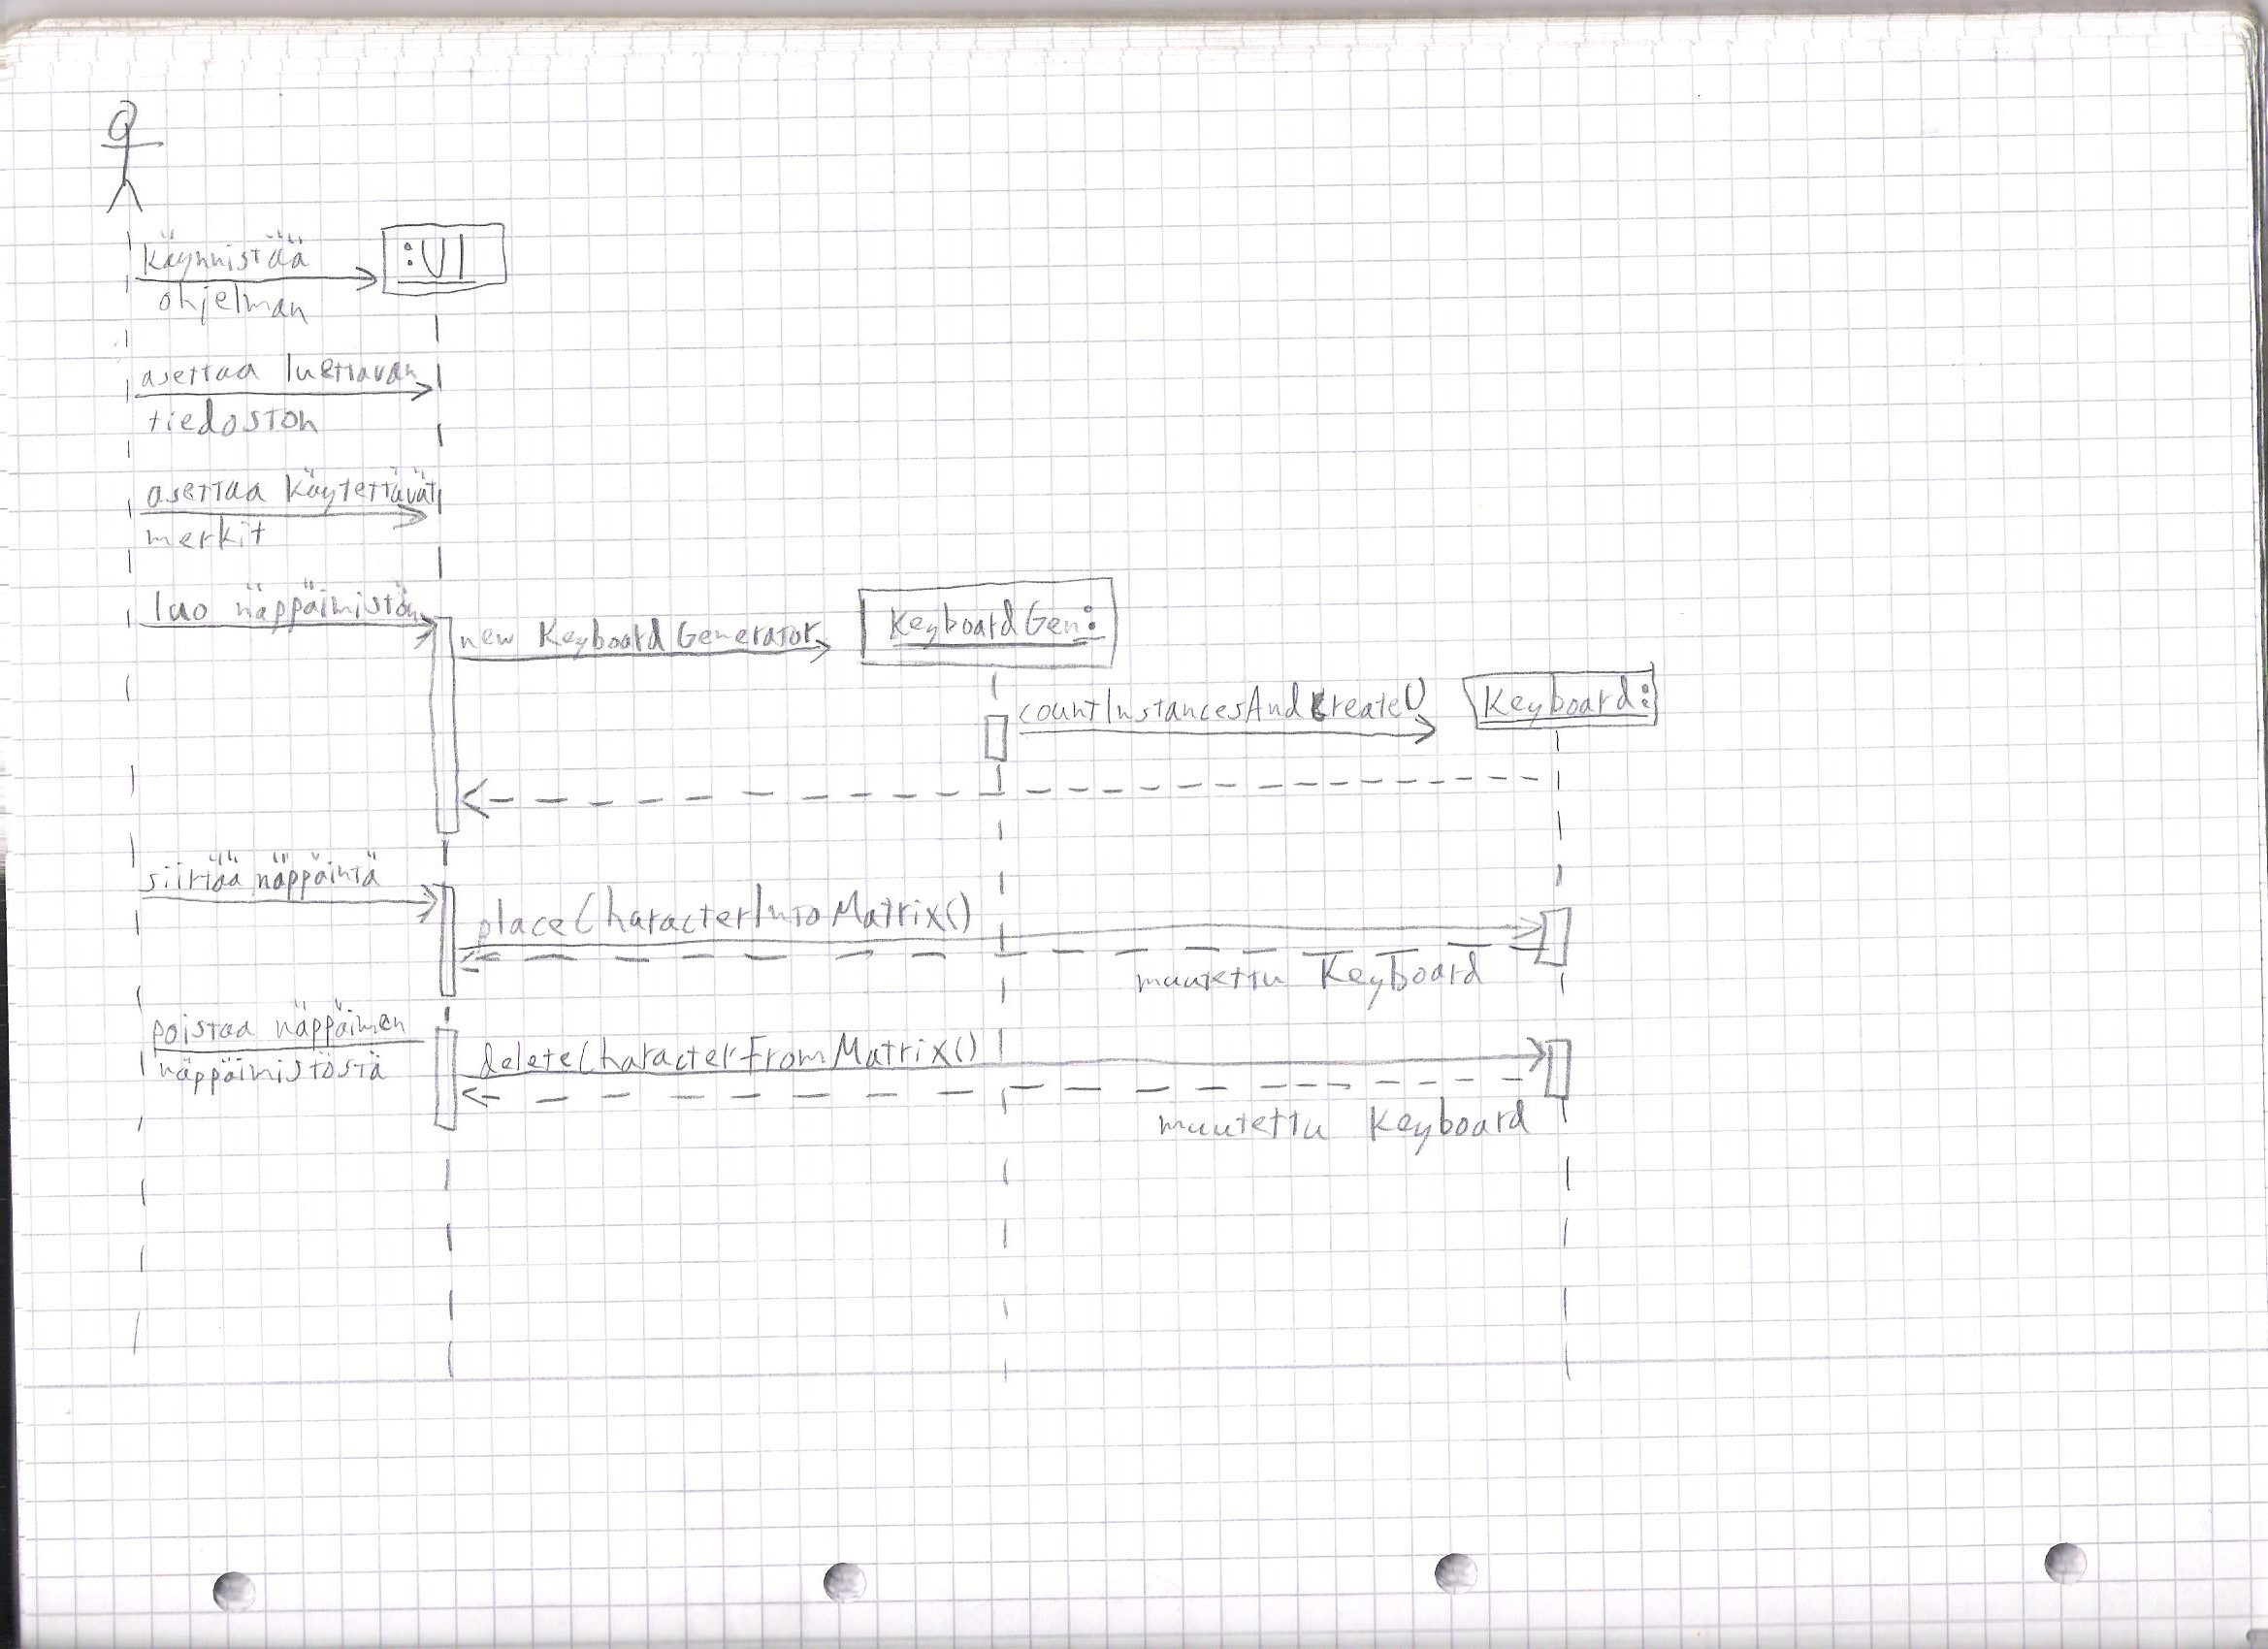 käynnistää
:UI
ohjelman
asettaa luettavan
tiedoston
asettaa käytettävät
merkit
luo näppäimistön
new KeyboardGenerator
KeyboardGen:
countInstancesAndCreate()
Keyboard:
siirtää näppäintä
placeCharacterIntoMatrix()
muutettu Keyboard
poistaa näppäimen
näppäimistöstä
deleteCharacterFromMatrix()
muutettu Keyboard